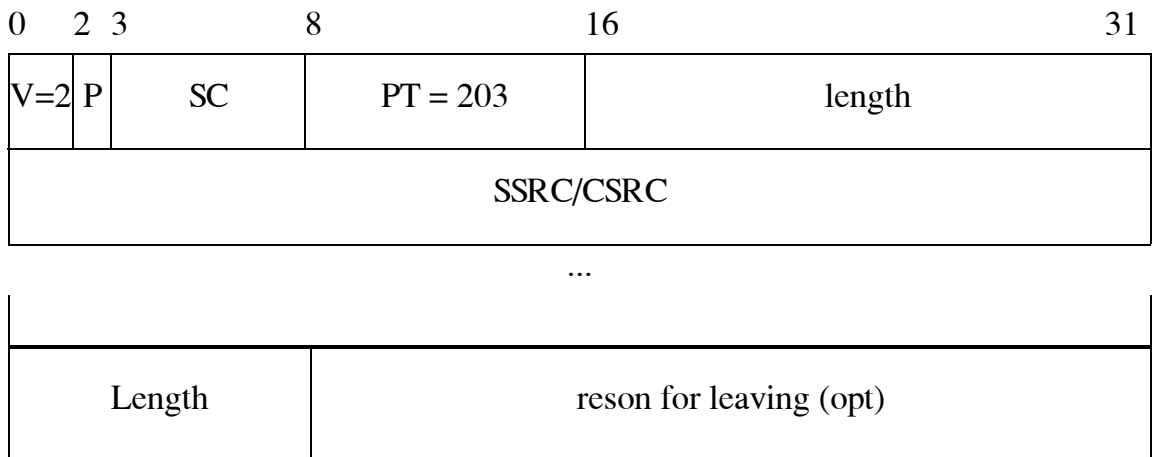 0 2 3 8 16 31
V=2 P SC PT = 203 length
SSRC/CSRC
...
Length reson for leaving (opt)